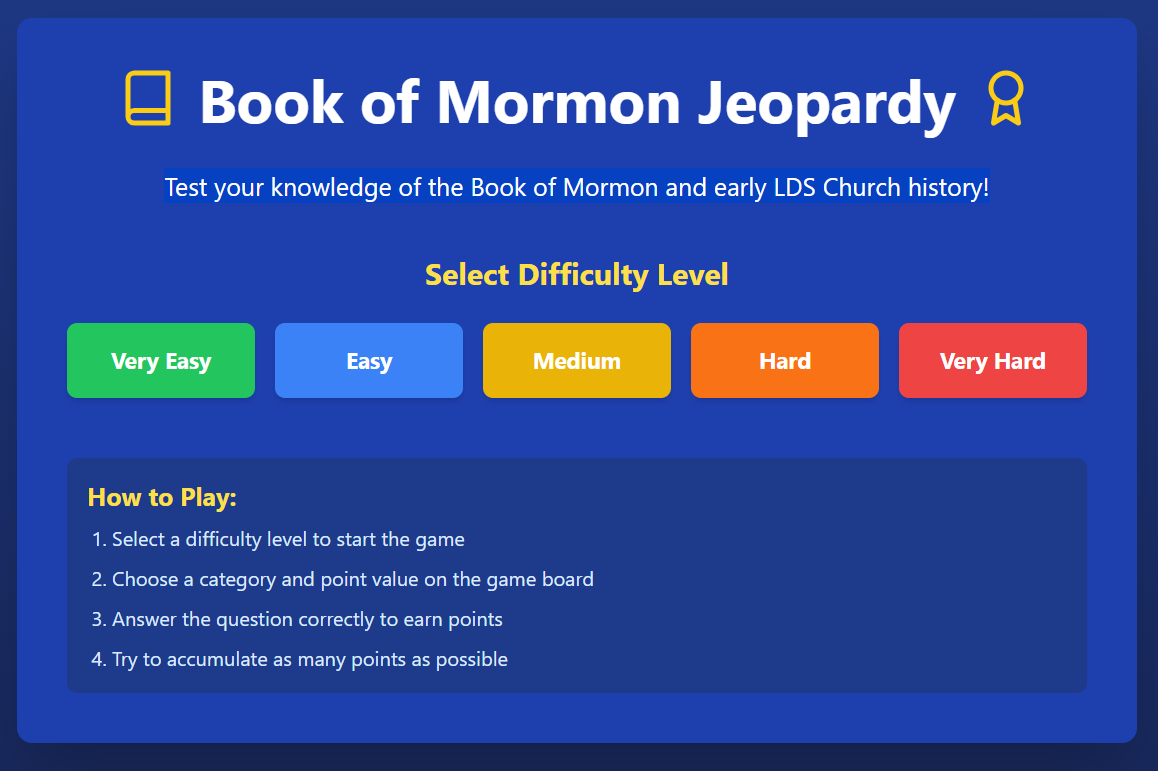 Book of Mormon Jeopardy
Test your knowledge of the Book of Mormon and early LDS Church history!
Select Difficulty Level
Very Easy
Easy
Medium
Hard
Very Hard
How to Play:
1. Select a difficulty level to start the game
2. Choose a category and point value on the game board
3. Answer the question correctly to earn points
4. Try to accumulate as many points as possible